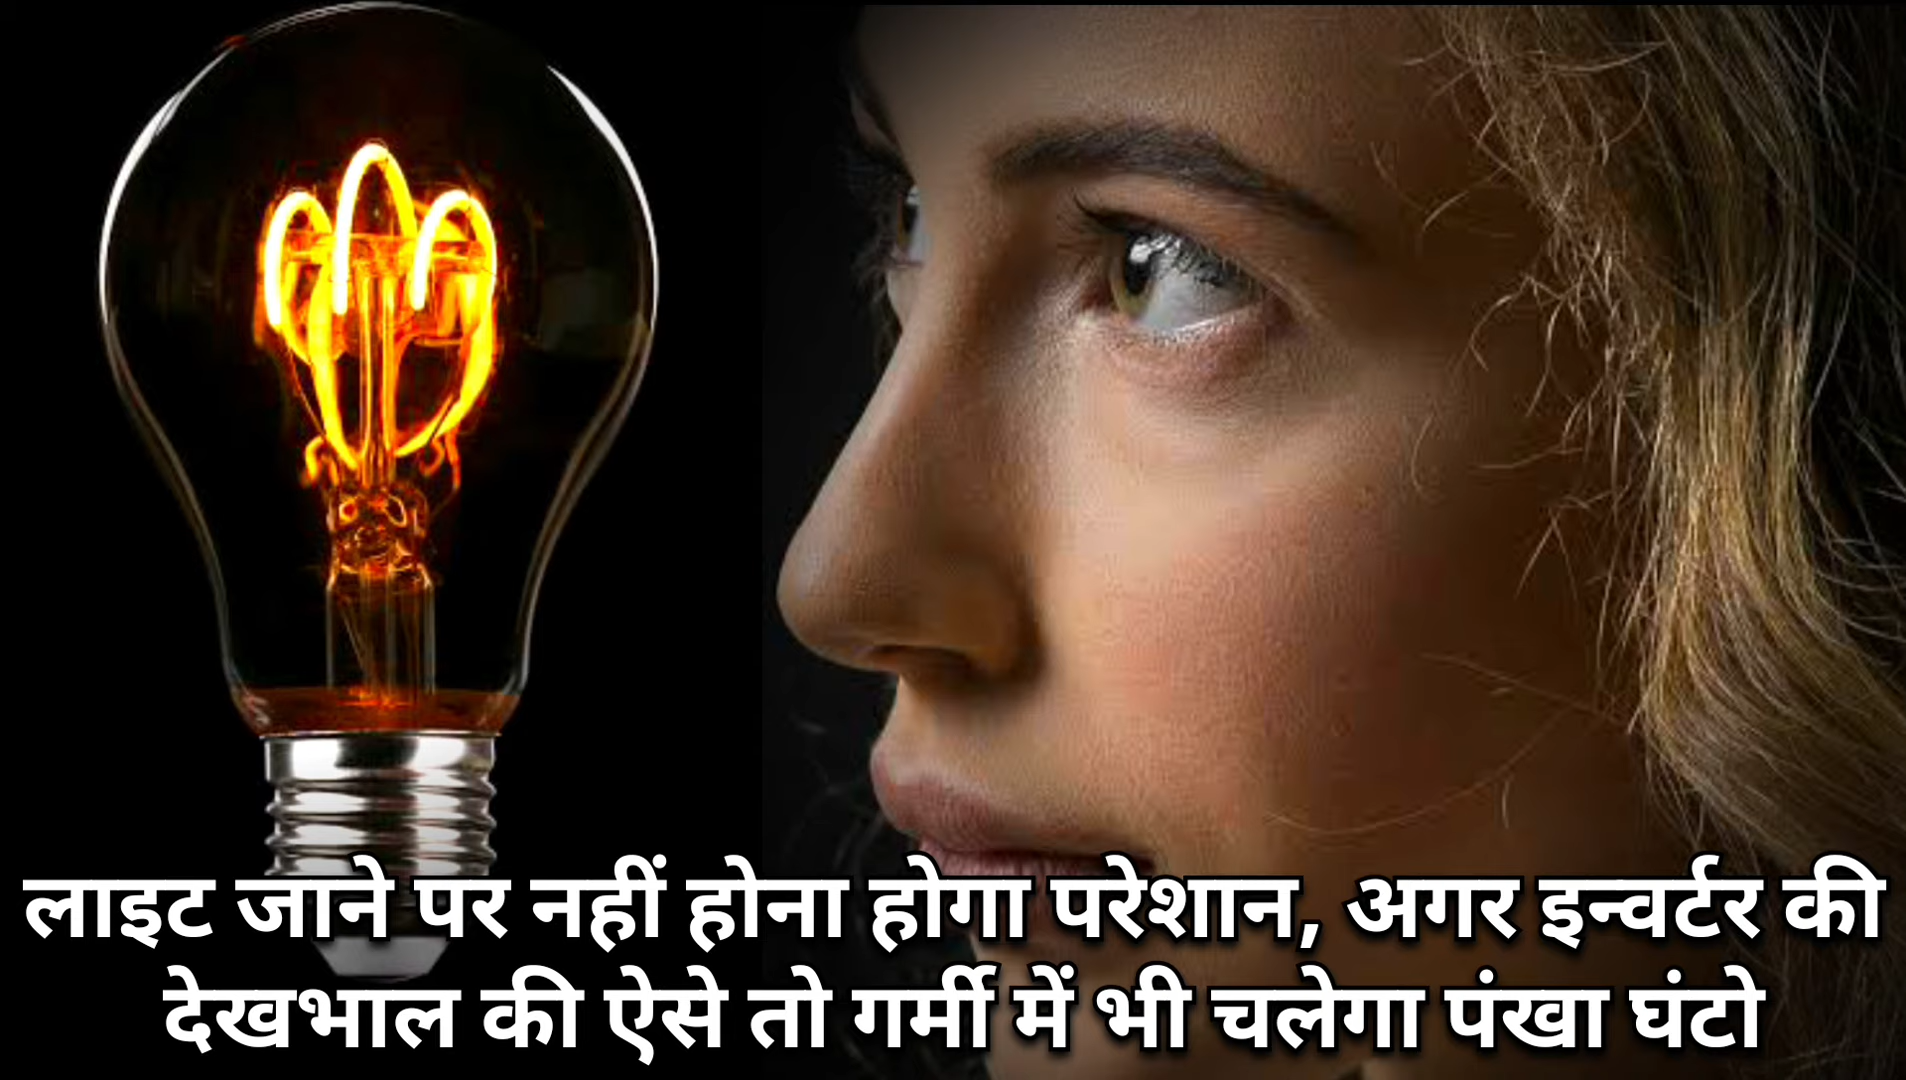 लाइट जाने पर नहीं होना होगा परेशान, अगर इन्वर्टर की
देखभाल की ऐसे तो गर्मी में भी चलेगा पंखा घंटो